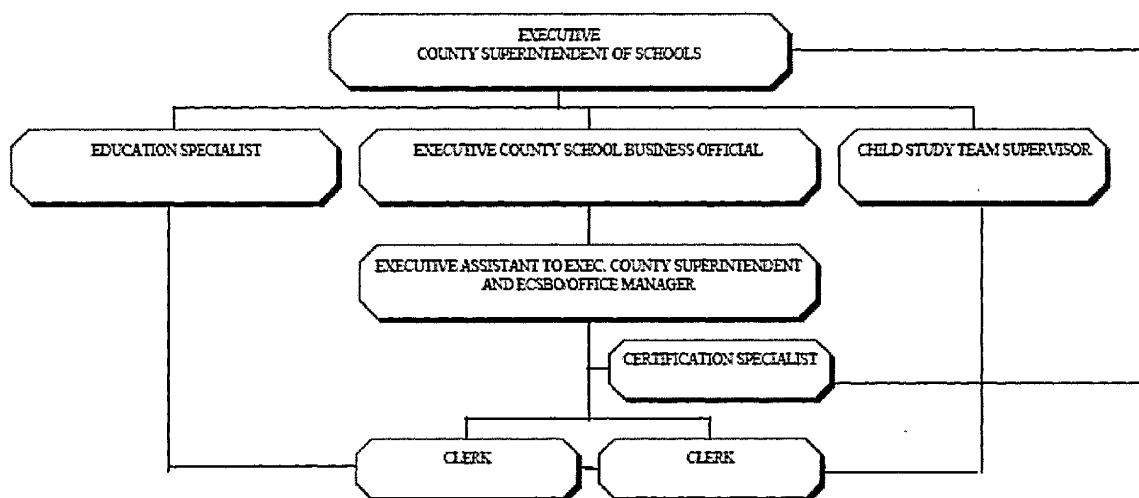 EXECUTIVE
COUNTY SUPERINTENDENT OF SCHOOLS
EDUCATION SPECIALIST
EXECUTIVE COUNTY SCHOOL BUSINESS OFFICIAL
CHILD STUDY TEAM SUPERVISOR
EXECUTIVE ASSISTANT TO EXEC. COUNTY SUPERINTENDENT
AND ECSBO/OFFICE MANAGER
CERTIFICATION SPECIALIST
CLERK
CLERK